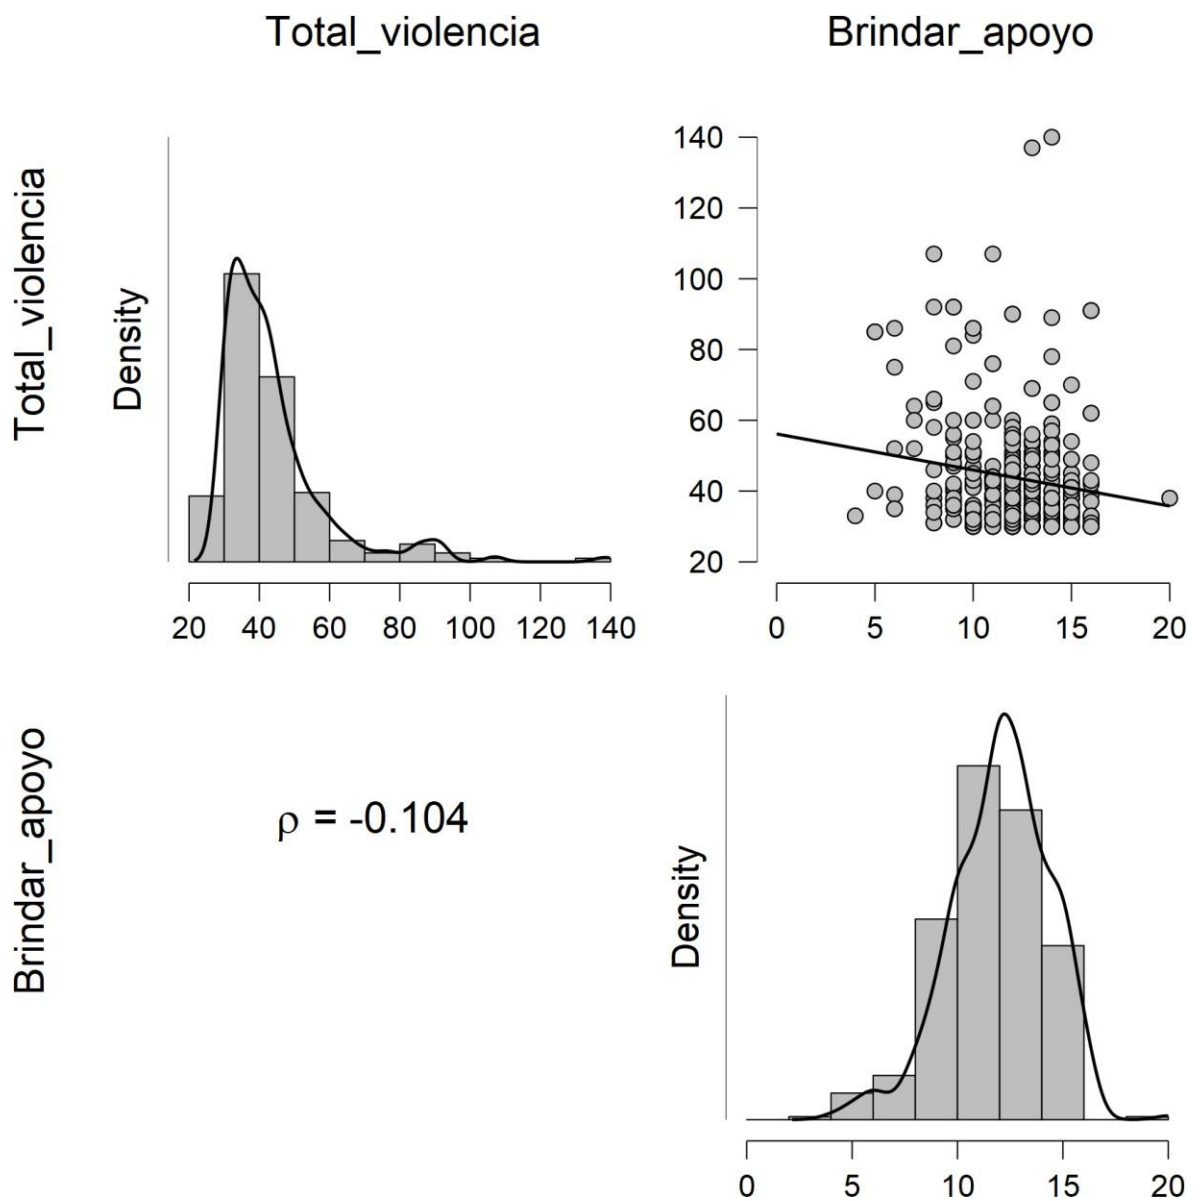 Total_violencia
Brindar_apoyo
Total_violencia
Density
20 40 60 80 100 120 140
140
120
100
80
60
40
20
0 5 10 15 20
Brindar_apoyo
ρ = -0.104
Density
0 5 10 15 20